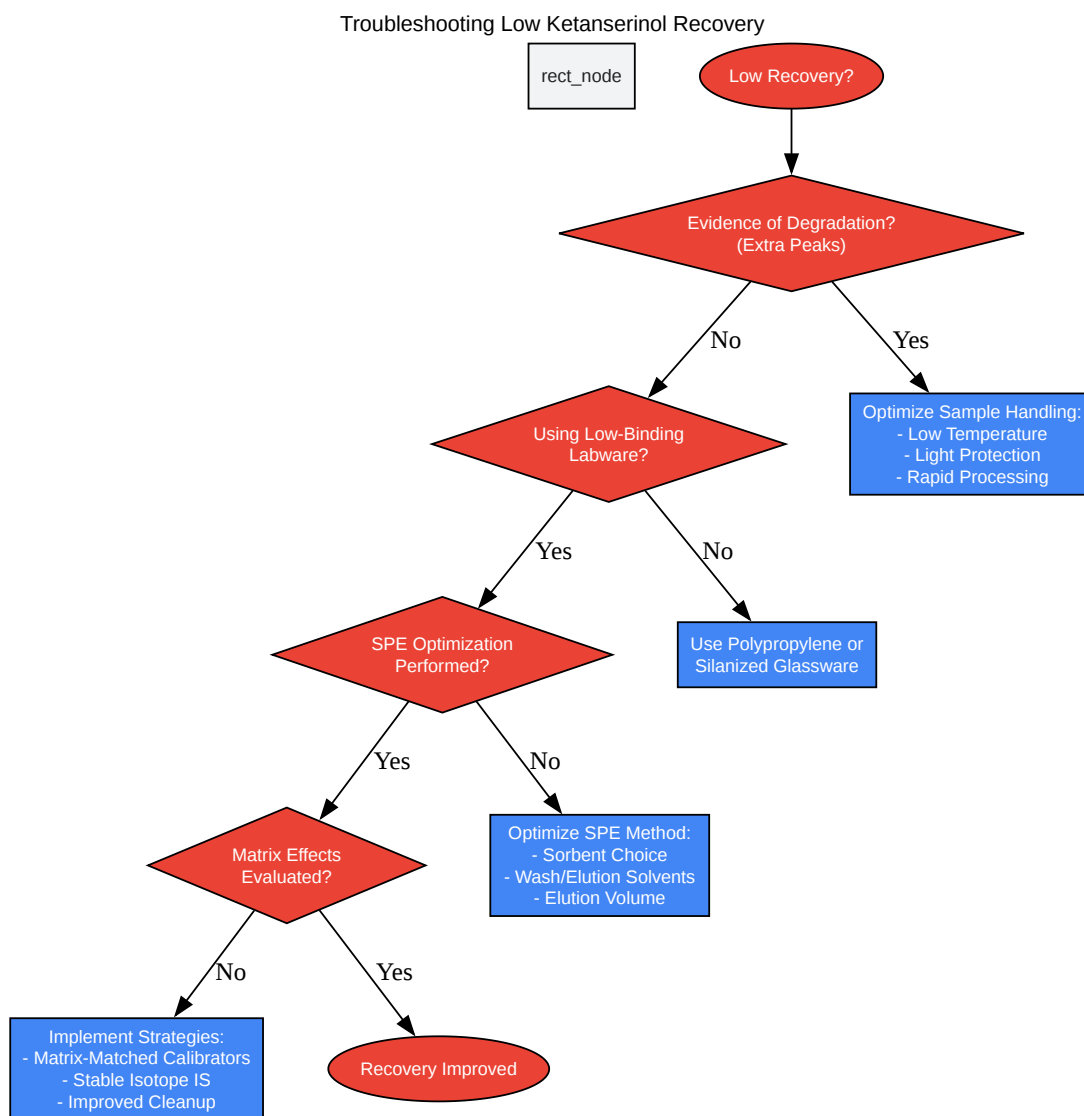 Troubleshooting Low Ketanserinol Recovery
rect_node
Low Recovery?
Evidence of Degradation?
(Extra Peaks)
No
Yes
Using Low-Binding
Labware?
Optimize Sample Handling:
- Low Temperature
- Light Protection
- Rapid Processing
Yes
No
SPE Optimization
Performed?
Use Polypropylene or
Silanized Glassware
Yes
No
Matrix Effects
Evaluated?
Optimize SPE Method:
- Sorbent Choice
- Wash/Elution Solvents
- Elution Volume
No
Yes
Implement Strategies:
- Matrix-Matched Calibrators
- Stable Isotope IS
- Improved Cleanup
Recovery Improved